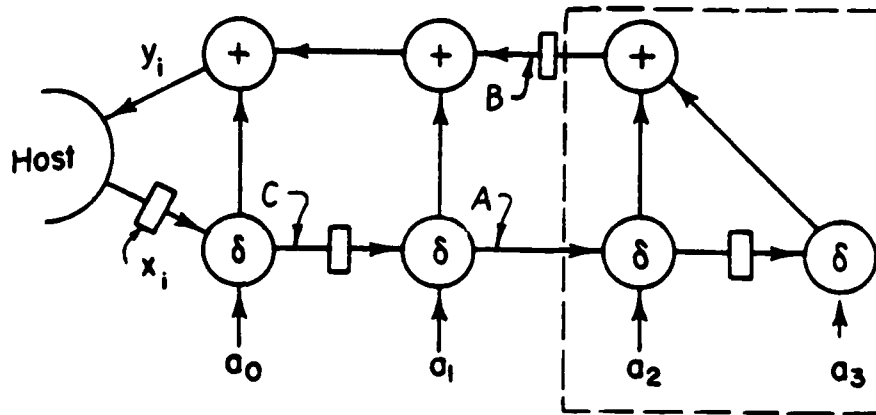 + + +
y_i B
Host
C A
x_i δ δ δ δ
a_0 a_1 a_2 a_3